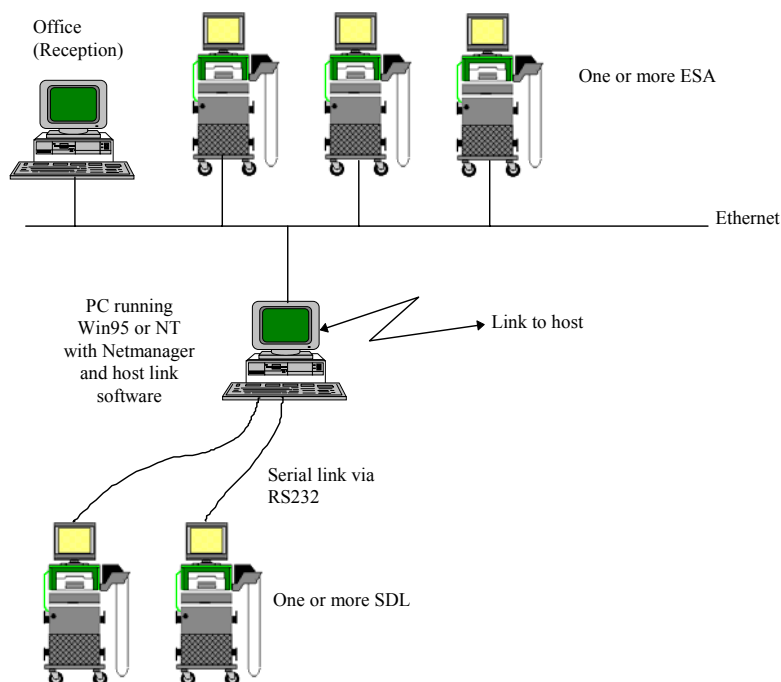 Office
(Reception)
One or more ESA
Ethernet
PC running
Win95 or NT
with Netmanager
and host link
software
Link to host
Serial link via
RS232
One or more SDL